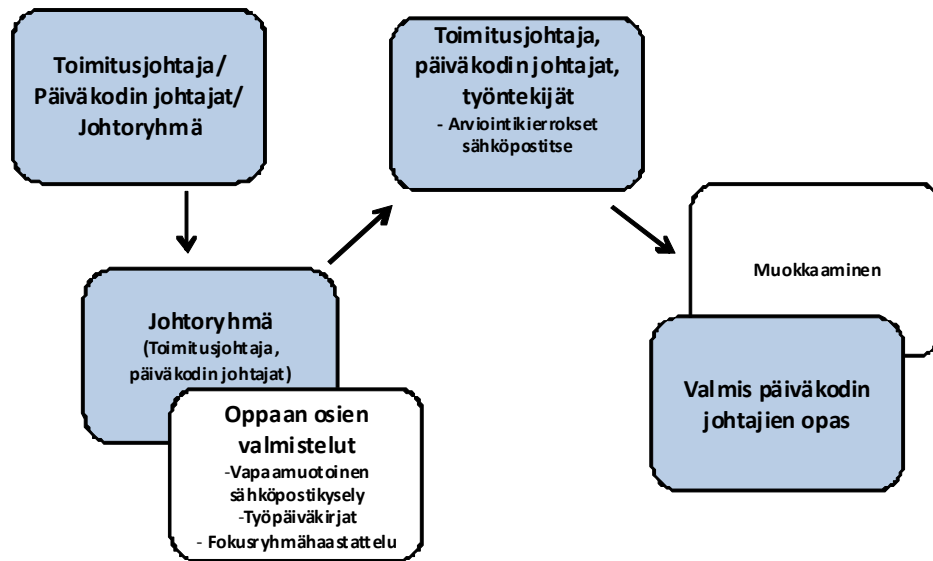 Toimitusjohtaja/
Päiväkodin johtajat/
Johtoryhmä
Johtoryhmä
(Toimitusjohtaja,
päiväkodin johtajat)
Oppaan osien
valmistelut
-Vapaamuotoinen
sähköpostikysely
-Työpäiväkirjat
- Fokusryhmähaastattelu
Toimitusjohtaja,
päiväkodin johtajat,
työntekijät
- Arviointikierrokset
sähköpostitse
Muokkaaminen
Valmis päiväkodin
johtajien opas